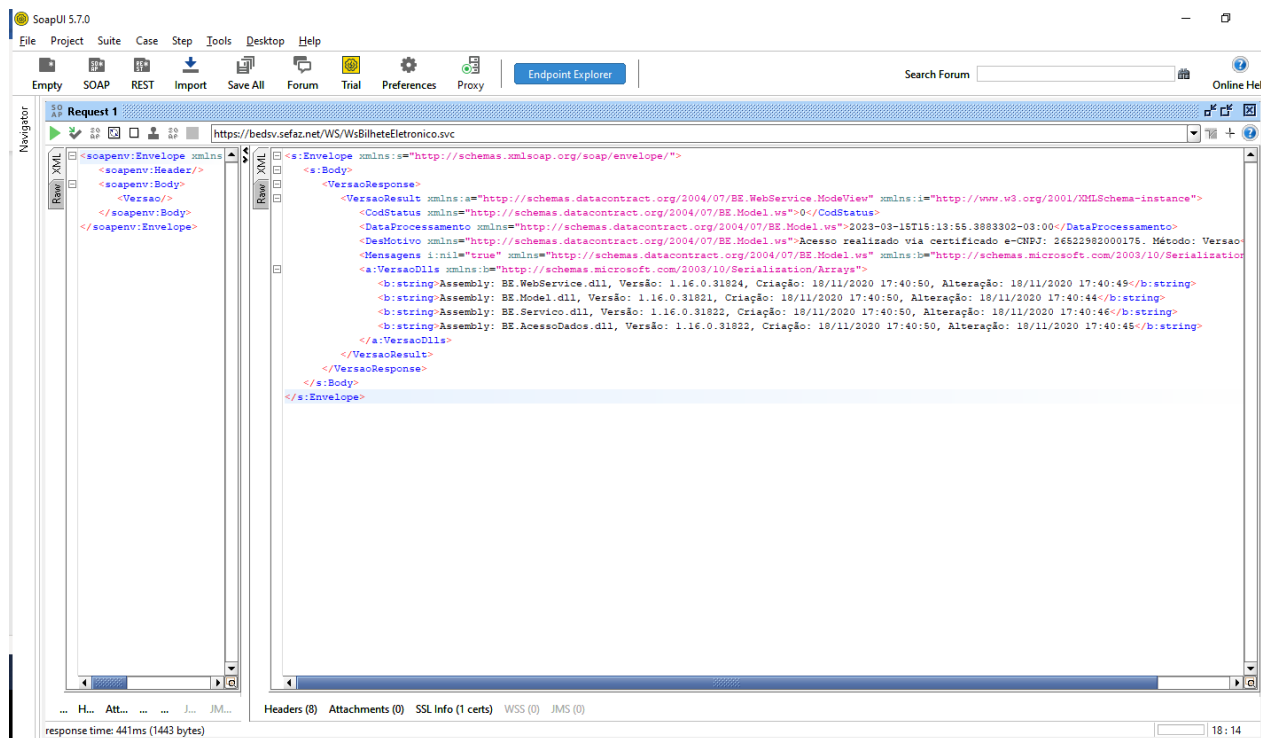 SoapUI 5.7.0
File Project Suite Case Step Tools Desktop Help
Empty SOAP REST Import Save All Forum Trial Preferences Proxy Endpoint Explorer Search Forum Online Hel
Navigator
Request 1
https://bedsv.sefaz.net/WS/WsBilheteEletronico.svc
XML
Raw
<soapenv:Envelope xmlns
<soapenv:Header/>
<soapenv:Body>
<Versao/>
</soapenv:Body>
</soapenv:Envelope>
XML
Raw
<s:Envelope xmlns:s="http://schemas.xmlsoap.org/soap/envelope/">
<s:Body>
<VersaoResponse>
<VersaoResult xmlns:a="http://schemas.datacontract.org/2004/07/BE.WebService.ModeView" xmlns:i="http://www.w3.org/2001/XMLSchema-instance">
<CodStatus xmlns="http://schemas.datacontract.org/2004/07/BE.Model.ws">0</CodStatus>
<DataProcessamento xmlns="http://schemas.datacontract.org/2004/07/BE.Model.ws">2023-03-15T15:13:55.3883302-03:00</DataProcessamento>
<DesMotivo xmlns="http://schemas.datacontract.org/2004/07/BE.Model.ws">Acesso realizado via certificado e-CNPJ: 26522982000175. Método: Versao
<Mensagens i:nil="true" xmlns="http://schemas.datacontract.org/2004/07/BE.Model.ws" xmlns:b="http://schemas.microsoft.com/2003/10/Serialization
<a:VersaoDlls xmlns:b="http://schemas.microsoft.com/2003/10/Serialization/Arrays">
<b:string>Assembly: BE.WebService.dll, Versão: 1.16.0.31824, Criação: 18/11/2020 17:40:50, Alteração: 18/11/2020 17:40:49</b:string>
<b:string>Assembly: BE.Model.dll, Versão: 1.16.0.31821, Criação: 18/11/2020 17:40:50, Alteração: 18/11/2020 17:40:44</b:string>
<b:string>Assembly: BE.Servico.dll, Versão: 1.16.0.31822, Criação: 18/11/2020 17:40:50, Alteração: 18/11/2020 17:40:46</b:string>
<b:string>Assembly: BE.AcessoDados.dll, Versão: 1.16.0.31822, Criação: 18/11/2020 17:40:50, Alteração: 18/11/2020 17:40:45</b:string>
</a:VersaoDlls>
</VersaoResult>
</VersaoResponse>
</s:Body>
</s:Envelope>
... H... Att... ... ... J... JM... Headers (8) Attachments (0) SSL Info (1 certs) WSS (0) JMS (0)
response time: 441ms (1443 bytes) 18 : 14